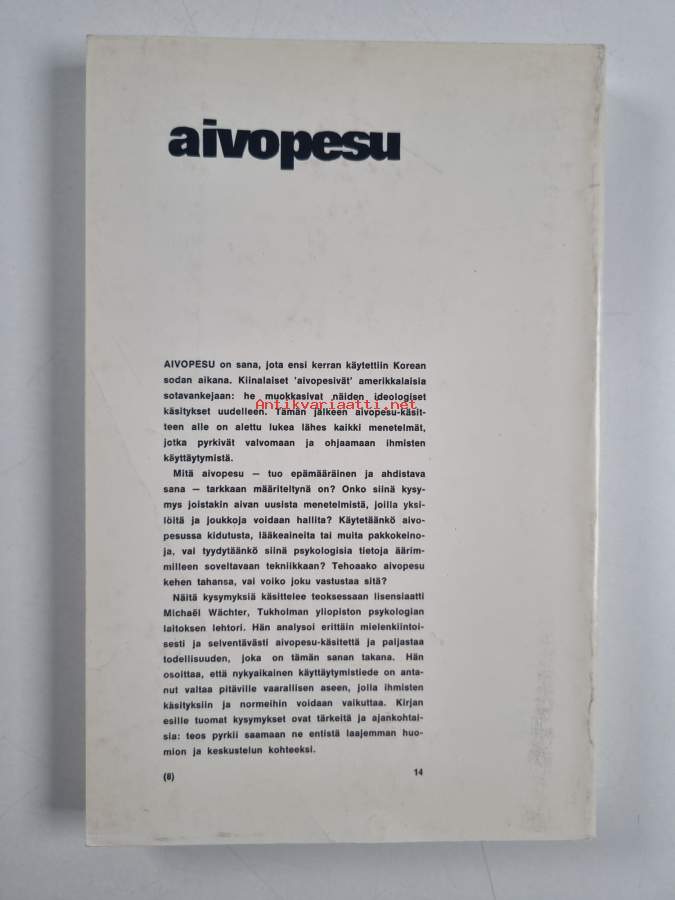 aivopesu
AIVOPESU on sana, jota ensi kerran käytettiin Korean
sodan aikana. Kiinalaiset 'aivopesivät' amerikkalaisia
sotavankejaan: he muokkasivat näiden ideologiset
Antikvariaatti.net
käsitykset uudelleen. Tämän jälkeen aivopesu-käsit-
teen alle on alettu lukea lähes kaikki menetelmät,
jotka pyrkivät valvomaan ja ohjaamaan ihmisten
käyttäytymistä.
Mitä aivopesu — tuo epämääräinen ja ahdistava
sana — tarkkaan määriteltynä on? Onko siinä kysy-
mys joistakin aivan uusista menetelmistä, joilla yksi-
löitä ja joukkoja voidaan hallita? Käytetäänkö aivo-
pesussa kidutusta, lääkeaineita tai muita pakkokeino-
ja, vai tyydytäänkö siinä psykologisia tietoja äärim-
milleen soveltavaan tekniikkaan? Tehoaako aivopesu
kehen tahansa, vai voiko joku vastustaa sitä?
Näitä kysymyksiä käsittelee teoksessaan lisensiaatti
Michaël Wächter, Tukholman yliopiston psykologian
laitoksen lehtori. Hän analysoi erittäin mielenkiintoi-
sesti ja selventävästi aivopesu-käsitettä ja paljastaa
todellisuuden, joka on tämän sanan takana. Hän
osoittaa, että nykyaikainen käyttäytymistiede on anta-
nut valtaa pitäville vaarallisen aseen, jolla ihmisten
käsityksiin ja normeihin voidaan vaikuttaa. Kirjan
esille tuomat kysymykset ovat tärkeitä ja ajankohtai-
sia: teos pyrkii saamaan ne entistä laajemman huo-
mion ja keskustelun kohteeksi.
(8) 14